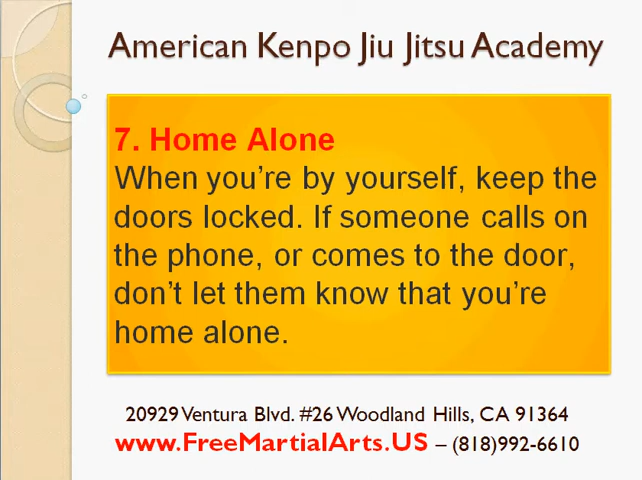 American Kenpo Jiu Jitsu Academy
7. Home Alone
When you’re by yourself, keep the
doors locked. If someone calls on
the phone, or comes to the door,
don’t let them know that you’re
home alone.
20929 Ventura Blvd. #26 Woodland Hills, CA 91364
www.FreeMartialArts.US – (818)992-6610